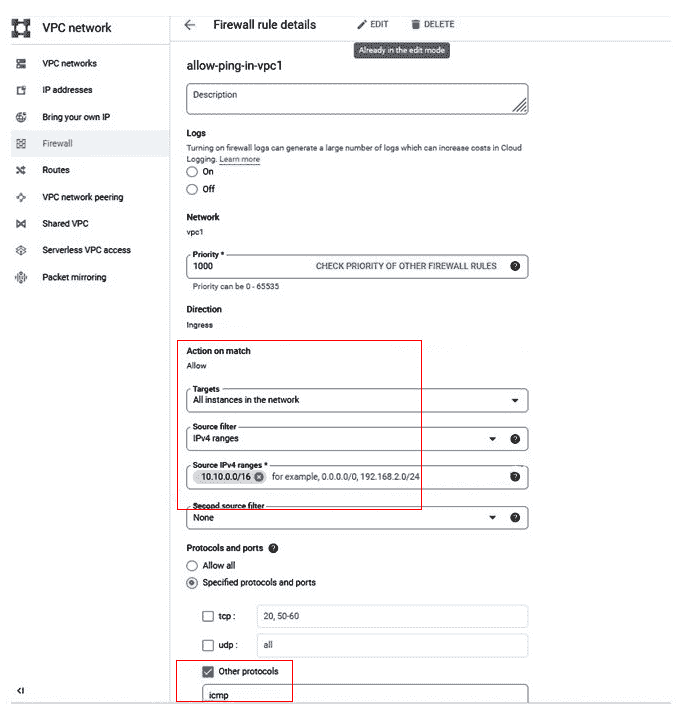 VPC network
Firewall rule details
EDIT
DELETE
Already in the edit mode
VPC networks
IP addresses
Bring your own IP
Firewall
Routes
VPC network peering
Shared VPC
Serverless VPC access
Packet mirroring
allow-ping-in-vpc1
Description
Logs
Turning on firewall logs can generate a large number of logs which can increase costs in Cloud
Logging. Learn more
On
Off
Network
vpc1
Priority *
1000 CHECK PRIORITY OF OTHER FIREWALL RULES
Priority can be 0 - 65535
Direction
Ingress
Action on match
Allow
Targets
All instances in the network
Source filter
IPv4 ranges
Source IPv4 ranges *
10.10.0.0/16 for example, 0.0.0.0/0, 192.168.2.0/24
Second source filter
None
Protocols and ports
Allow all
Specified protocols and ports
tcp : 20, 50-60
udp : all
Other protocols
icmp